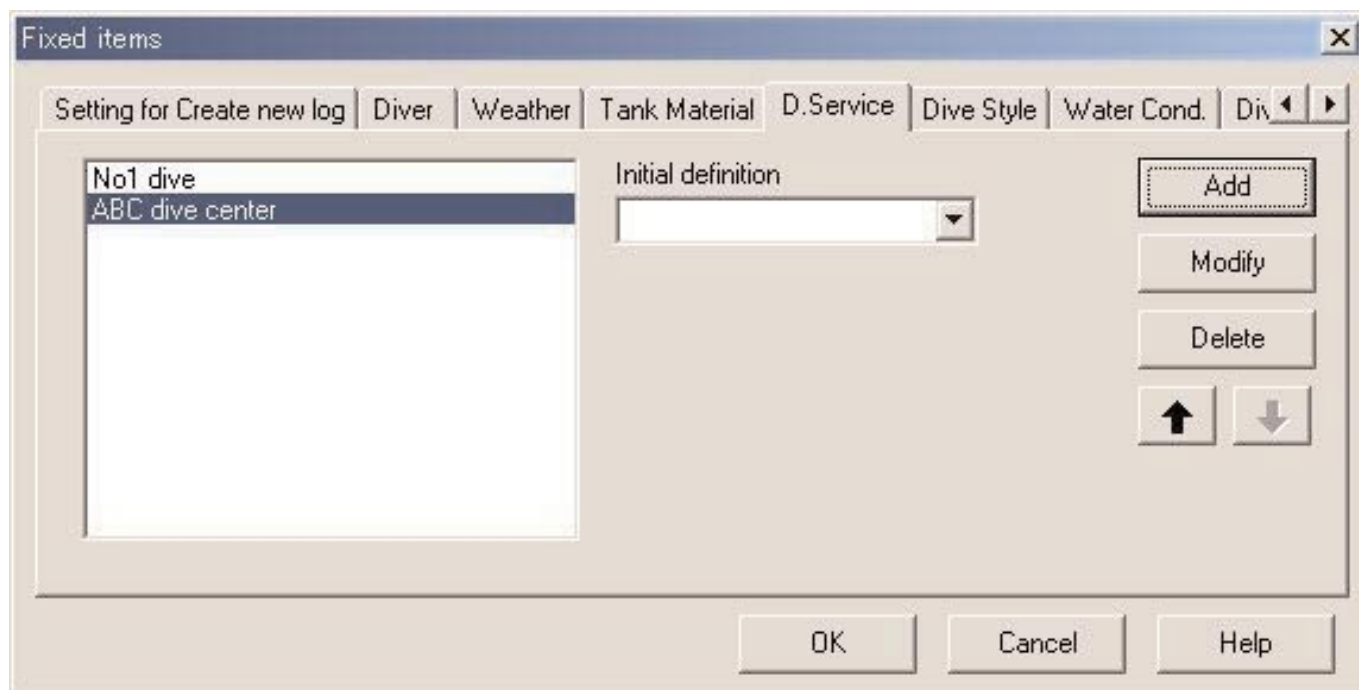 Fixed items
Setting for Create new log Diver Weather Tank Material D.Service Dive Style Water Cond.
No1 dive
ABC dive center
Initial definition
Add
Modify
Delete
OK Cancel Help